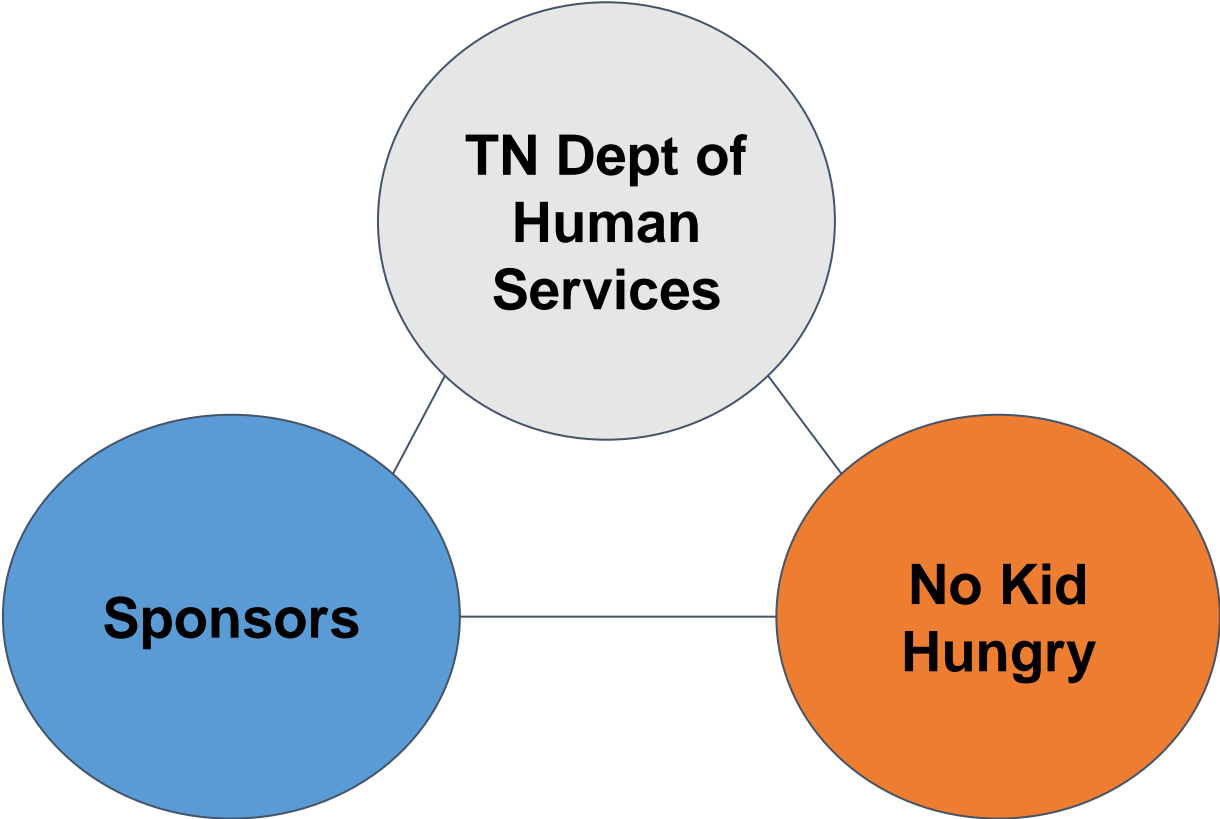 TN Dept of
Human
Services
Sponsors
No Kid
Hungry